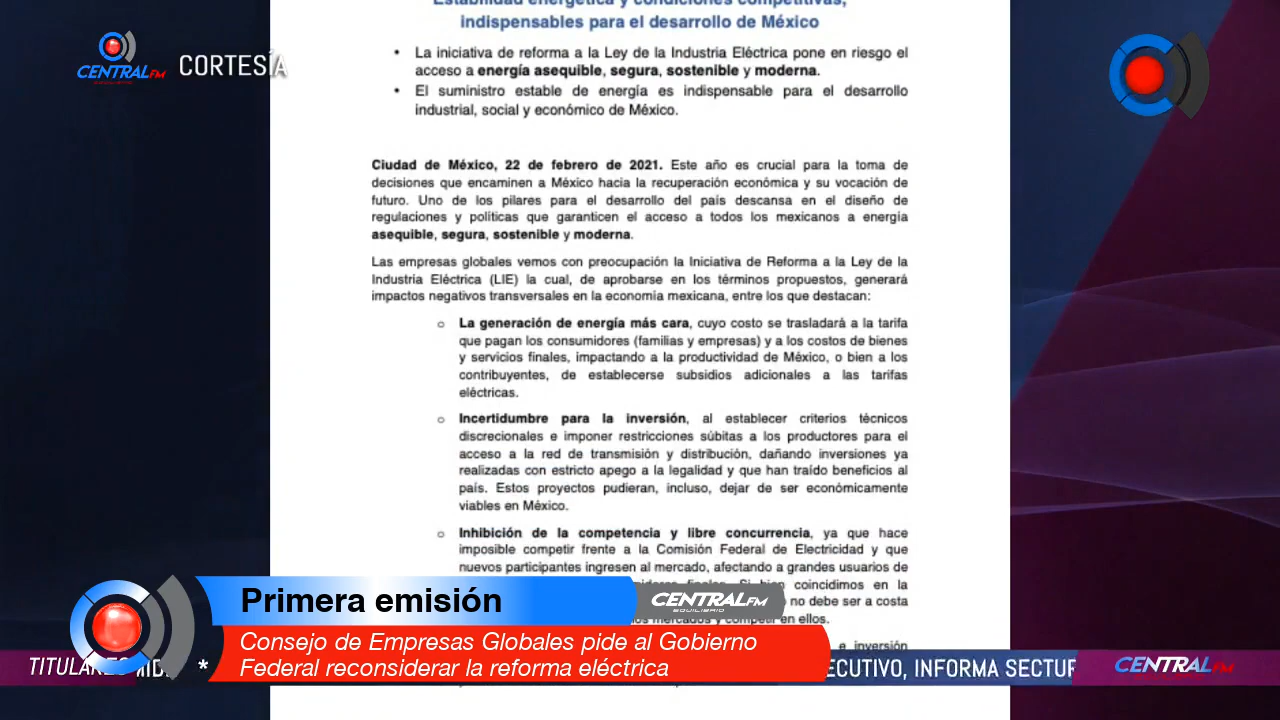 Estabilidad energética y condiciones competitivas,
indispensables para el desarrollo de México
• La iniciativa de reforma a la Ley de la Industria Eléctrica pone en riesgo el
acceso a energía asequible, segura, sostenible y moderna.
• El suministro estable de energía es indispensable para el desarrollo
industrial, social y económico de México.
CENTRAL FM
CORTESÍA
Ciudad de México, 22 de febrero de 2021. Este año es crucial para la toma de
decisiones que encaminen a México hacia la recuperación económica y su vocación de
futuro. Uno de los pilares para el desarrollo del país descansa en el diseño de
regulaciones y políticas que garanticen el acceso a todos los mexicanos a energía
asequible, segura, sostenible y moderna.
Las empresas globales vemos con preocupación la Iniciativa de Reforma a la Ley de la
Industria Eléctrica (LIE) la cual, de aprobarse en los términos propuestos, generará
impactos negativos transversales en la economía mexicana, entre los que destacan:
o La generación de energía más cara, cuyo costo se trasladará a la tarifa
que pagan los consumidores (familias y empresas) y a los costos de bienes
y servicios finales, impactando a la productividad de México, o bien a los
contribuyentes, de establecerse subsidios adicionales a las tarifas
eléctricas.
o Incertidumbre para la inversión, al establecer criterios técnicos
discrecionales e imponer restricciones súbitas a los productores para el
acceso a la red de transmisión y distribución, dañando inversiones ya
realizadas con estricto apego a la legalidad y que han traído beneficios al
país. Estos proyectos pudieran, incluso, dejar de ser económicamente
viables en México.
o Inhibición de la competencia y libre concurrencia, ya que hace
imposible competir frente a la Comisión Federal de Electricidad y que
nuevos participantes ingresen al mercado, afectando a grandes usuarios de
finales. Si bien coincidimos en la
no debe ser a costa
mercados y competir en ellos.
e inversión
Primera emisión
CENTRAL FM
EQUILIBRIO
Consejo de Empresas Globales pide al Gobierno
Federal reconsiderar la reforma eléctrica
TITULARES * ECUTIVO, INFORMA SECTUR
CENTRAL FM